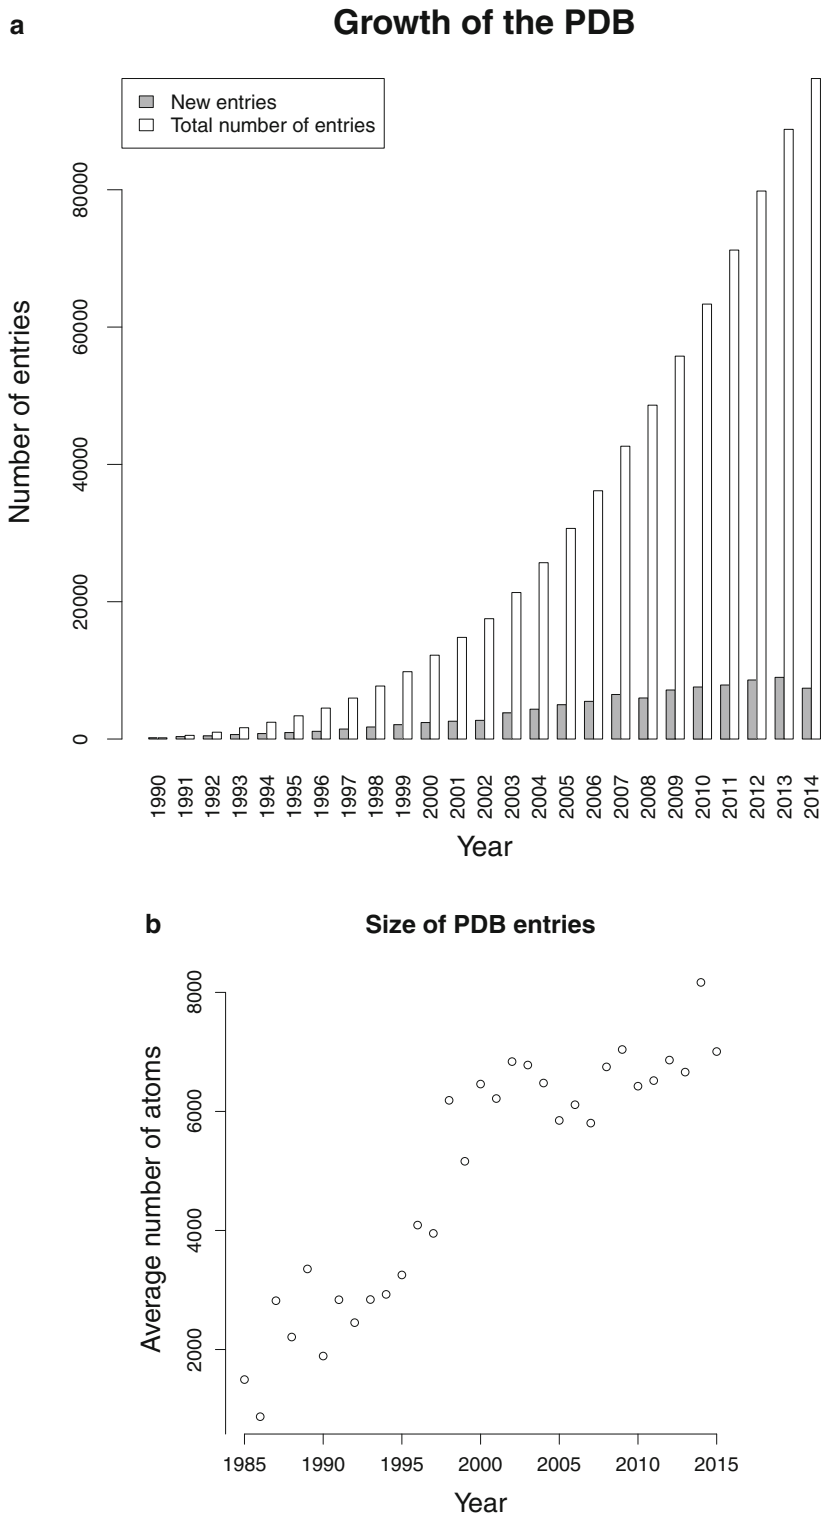 a
Growth of the PDB
New entries
Total number of entries
Number of entries
80000
60000
40000
20000
0
1990 1991 1992 1993 1994 1995 1996 1997 1998 1999 2000 2001 2002 2003 2004 2005 2006 2007 2008 2009 2010 2011 2012 2013 2014
Year
b
Size of PDB entries
Average number of atoms
8000
6000
4000
2000
1985 1990 1995 2000 2005 2010 2015
Year